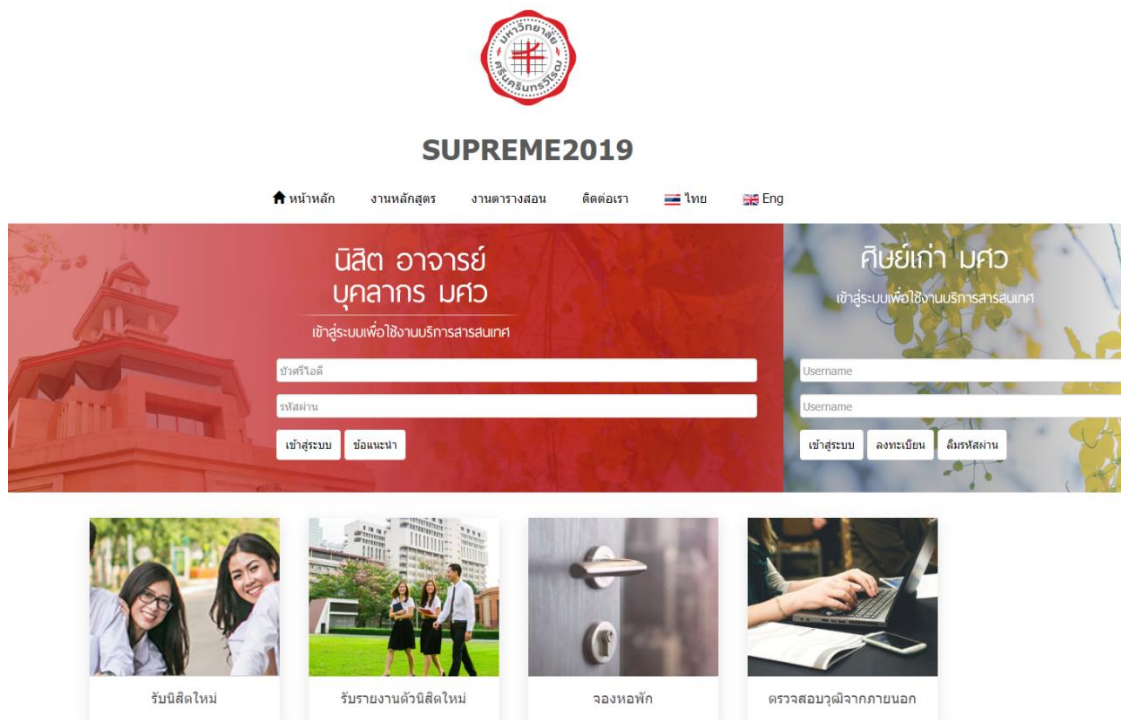 มหาวิทยาลัย
ศรีนครินทรวิโรฒ
SUPREME2019
หน้าหลัก งานหลักสูตร งานตารางสอน ติดต่อเรา ไทย Eng
นิสิต อาจารย์
บุคลากร มศว
เข้าสู่ระบบเพื่อใช้งานบริการสารสนเทศ
บัวศรีไอดี
รหัสผ่าน
เข้าสู่ระบบ ข้อแนะนำ
ศิษย์เก่า มศว
เข้าสู่ระบบเพื่อใช้งานบริการสารสนเทศ
Username
Username
เข้าสู่ระบบ ลงทะเบียน ลืมรหัสผ่าน
รับนิสิตใหม่
รับรายงานตัวนิสิตใหม่
จองหอพัก
ตรวจสอบวุฒิจากภายนอก